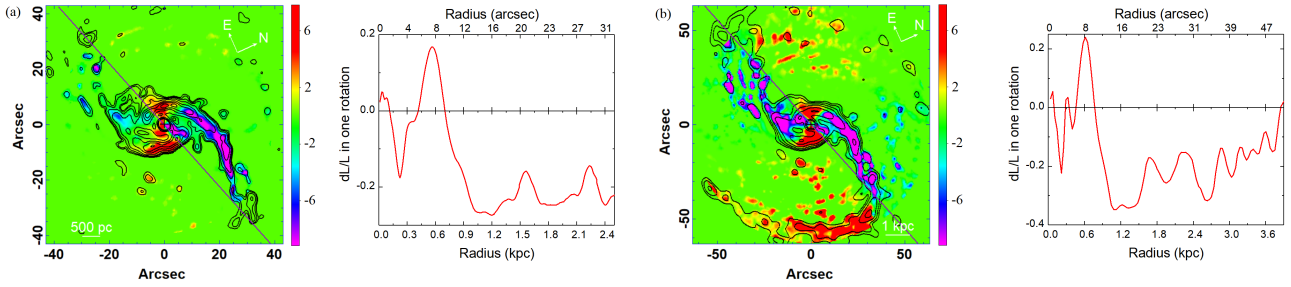 (a)
40
20
0
-20
-40
Arcsec
-40 -20 0 20 40
Arcsec
E
N
500 pc
6
2
-2
-6
Radius (arcsec)
0 4 8 12 16 20 23 27 31
0.2
0.0
-0.2
dL/L in one rotation
0.0 0.3 0.6 0.9 1.2 1.5 1.8 2.1 2.4
Radius (kpc)
(b)
50
0
-50
Arcsec
-50 0 50
Arcsec
E
N
1 kpc
6
2
-2
-6
Radius (arcsec)
0 8 16 23 31 39 47
0.2
0.0
-0.2
-0.4
dL/L in one rotation
0.0 0.6 1.2 1.8 2.4 3.0 3.6
Radius (kpc)